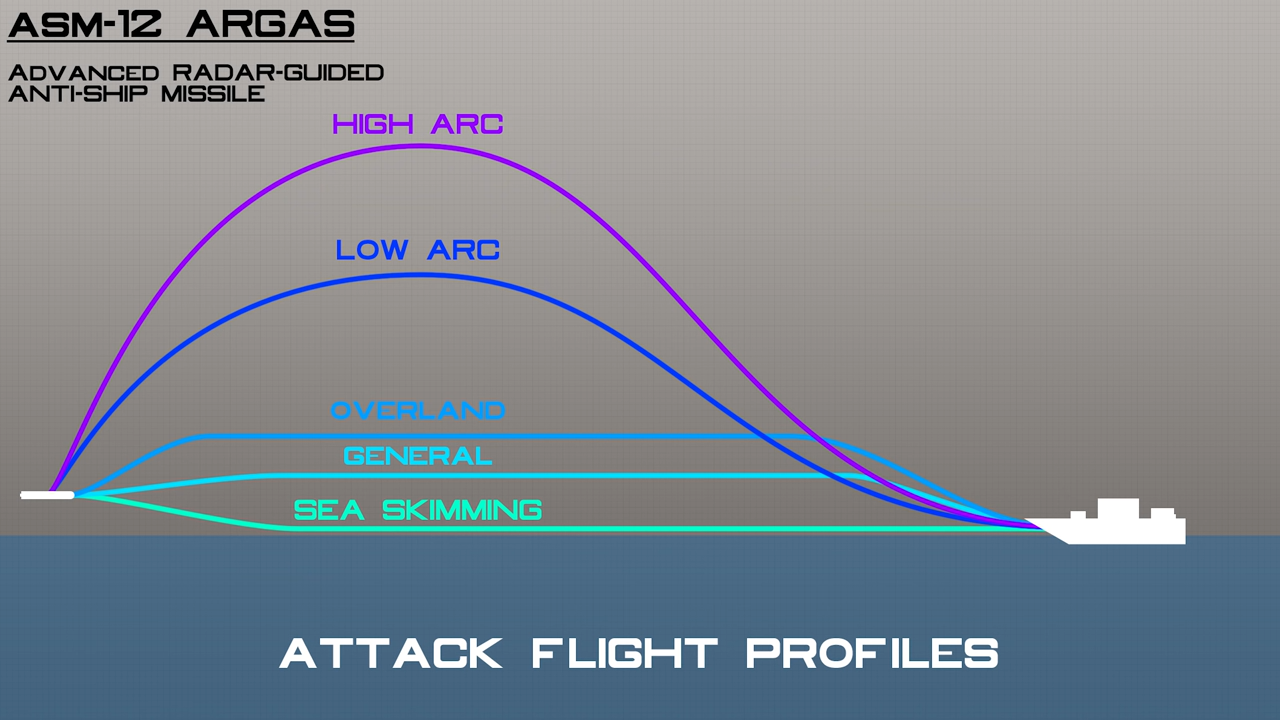 ASM-12 ARGAS
ADVANCED RADAR-GUIDED
ANTI-SHIP MISSILE
HIGH ARC
LOW ARC
OVERLAND
GENERAL
SEA SKIMMING
ATTACK FLIGHT PROFILES